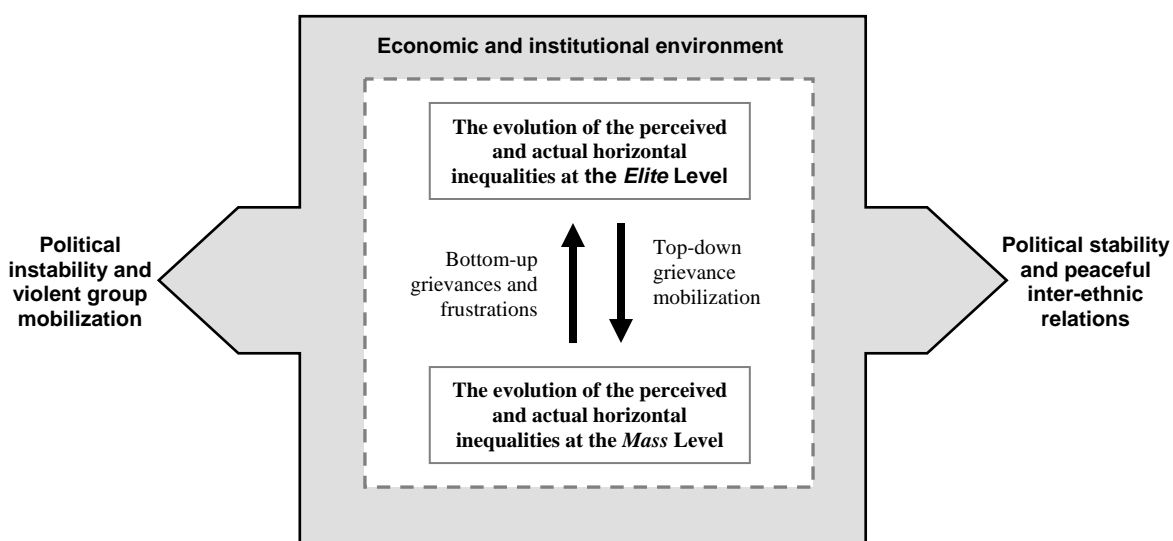 Economic and institutional environment
The evolution of the perceived
and actual horizontal
inequalities at the Elite Level
Political
instability and
violent group
mobilization
Bottom-up
grievances and
frustrations
Top-down
grievance
mobilization
Political stability
and peaceful
inter-ethnic
relations
The evolution of the perceived
and actual horizontal
inequalities at the Mass Level